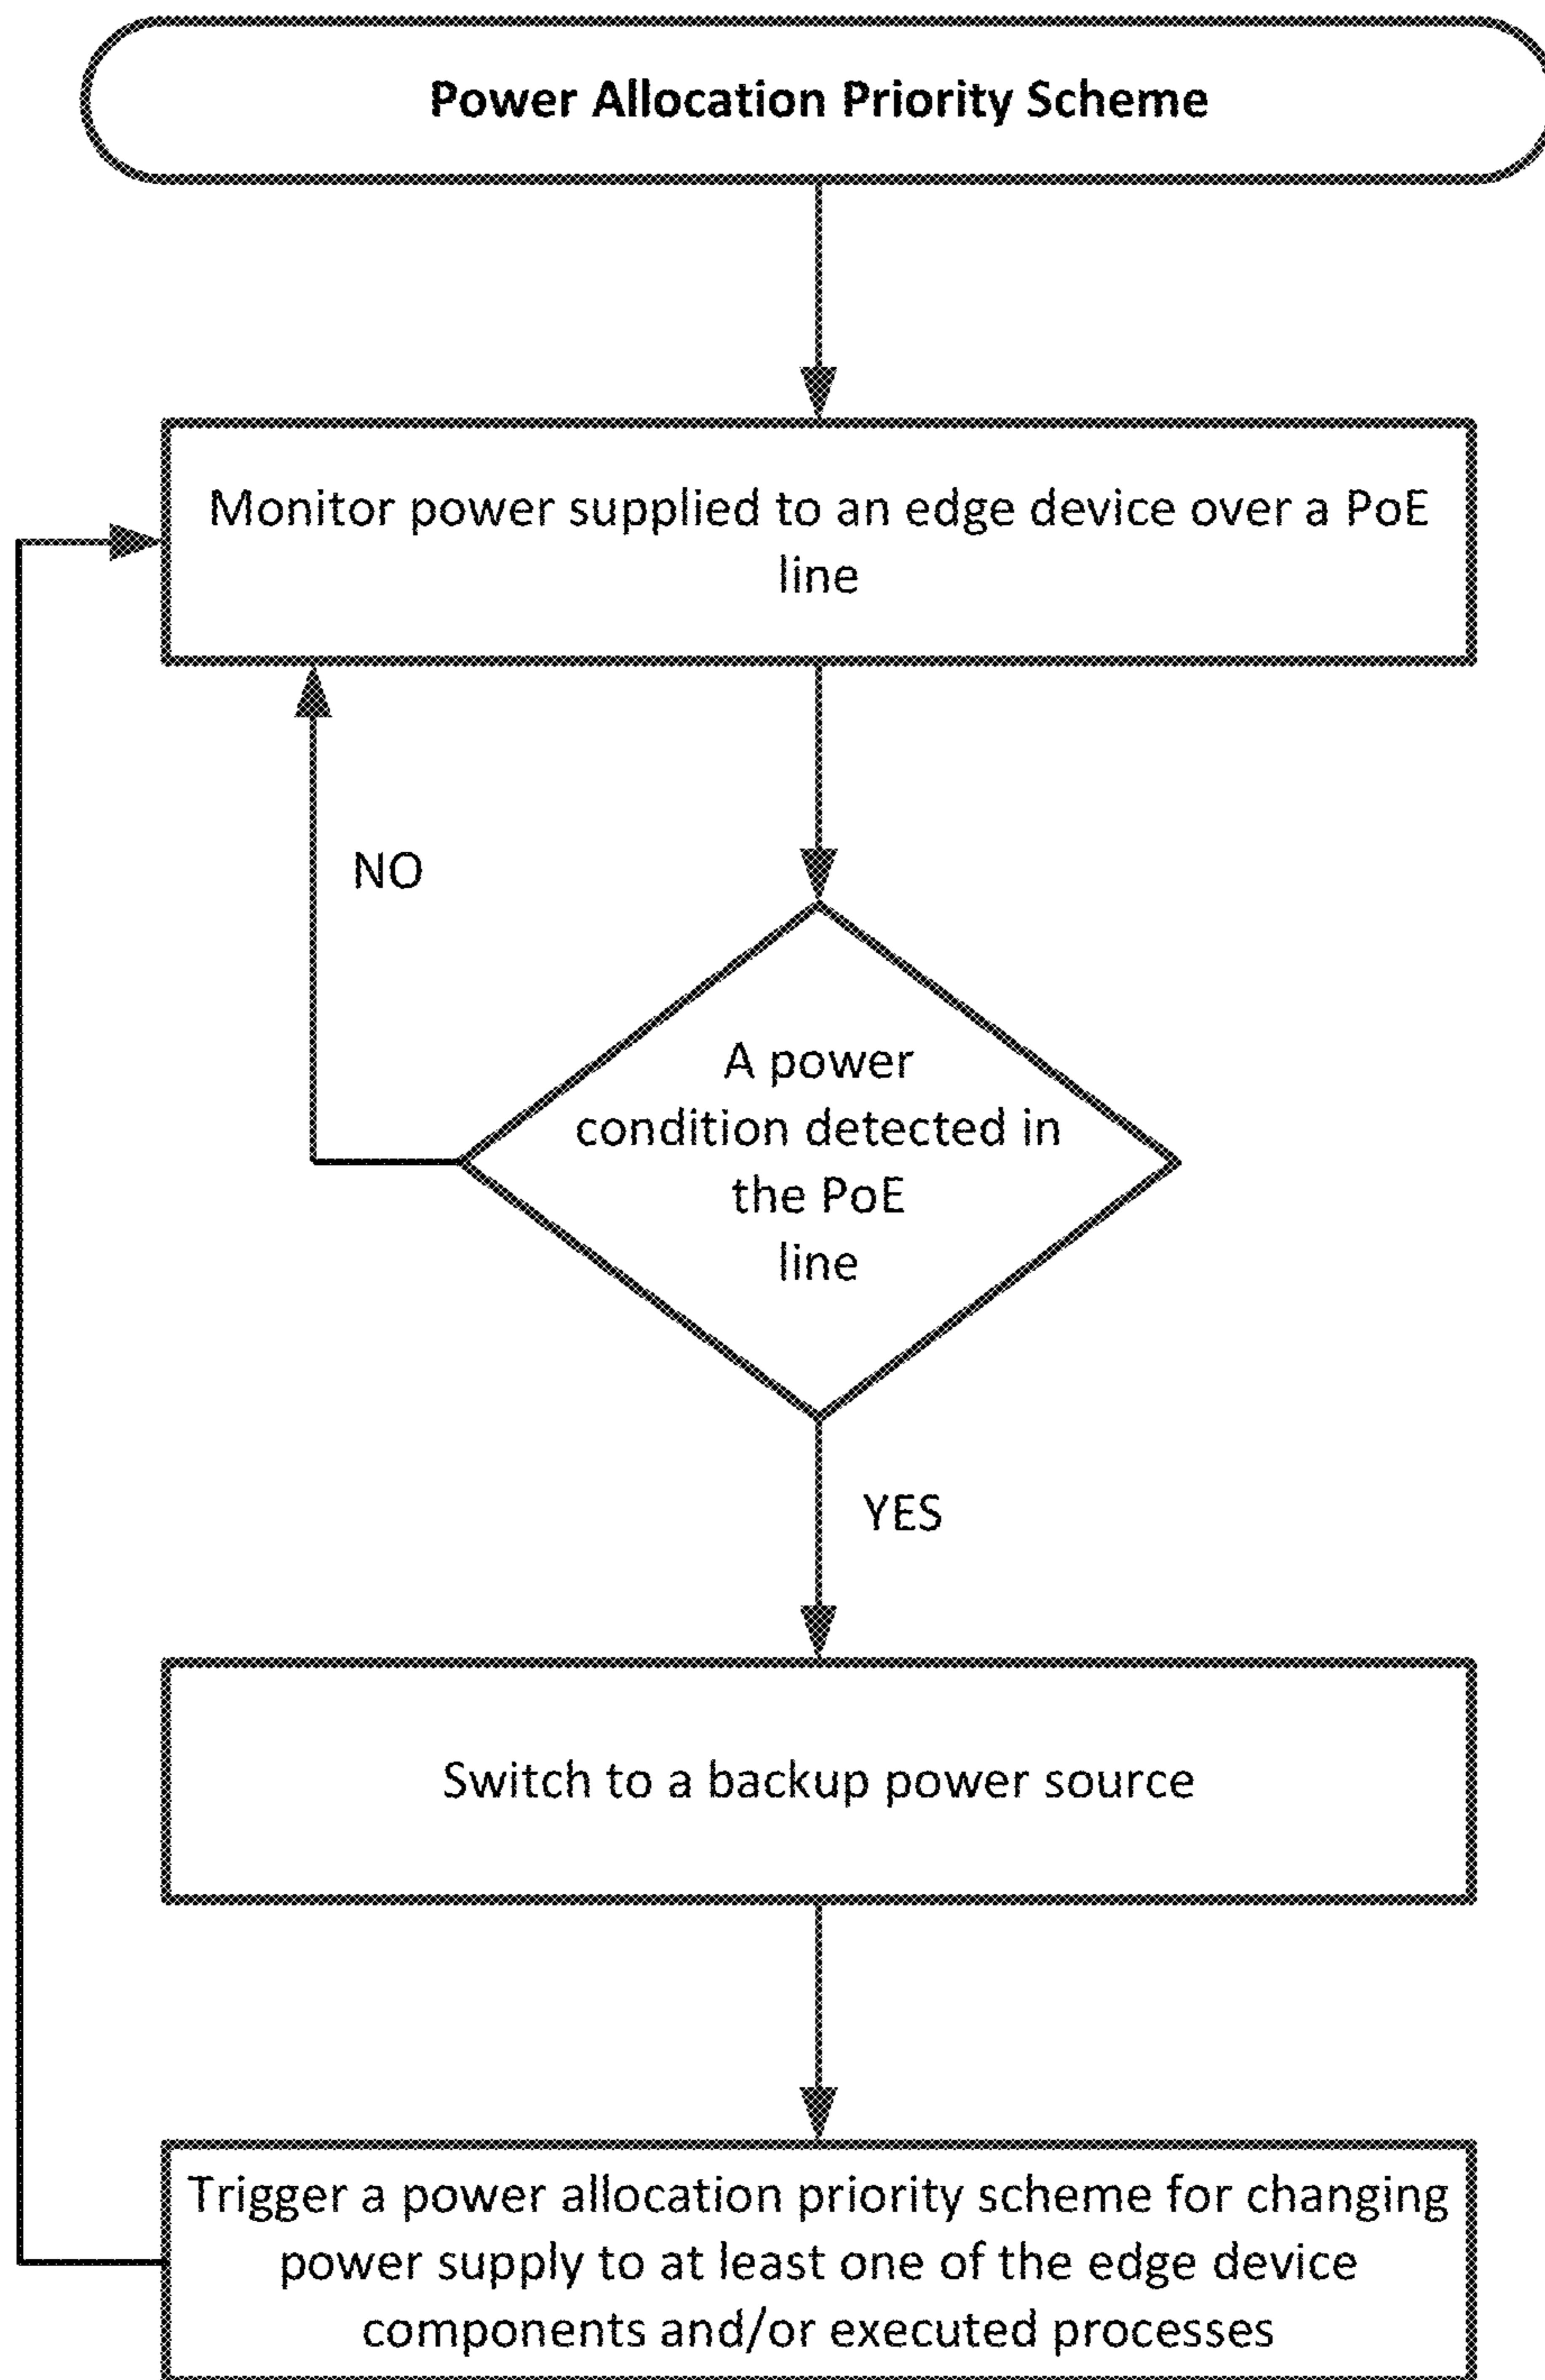 Power Allocation Priority Scheme
Monitor power supplied to an edge device over a PoE
line
NO
A power
condition detected in
the PoE
line
YES
Switch to a backup power source
Trigger a power allocation priority scheme for changing
power supply to at least one of the edge device
components and/or executed processes